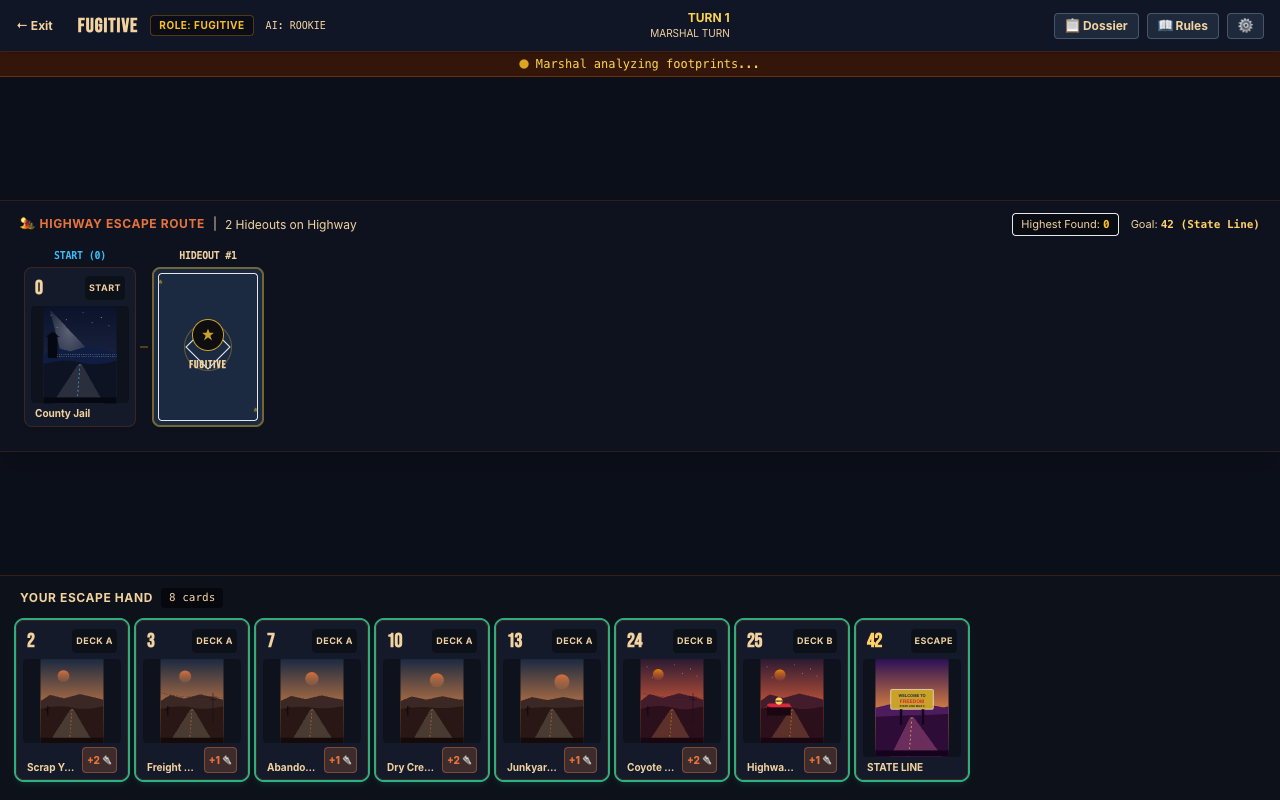 ← Exit
FUGITIVE
ROLE: FUGITIVE
AI: ROOKIE
TURN 1
MARSHAL TURN
Dossier
Rules
Marshal analyzing footprints...
HIGHWAY ESCAPE ROUTE | 2 Hideouts on Highway
Highest Found: 0
Goal: 42 (State Line)
START (0)
HIDEOUT #1
0 START
County Jail
FUGITIVE
YOUR ESCAPE HAND 8 cards
2 DECK A
3 DECK A
7 DECK A
10 DECK A
13 DECK A
24 DECK B
25 DECK B
42 ESCAPE
WELCOME TO
FREEDOM
Scrap Y... +2
Freight ... +1
Abando... +1
Dry Cre... +2
Junkyar... +1
Coyote ... +2
Highwa... +1
STATE LINE